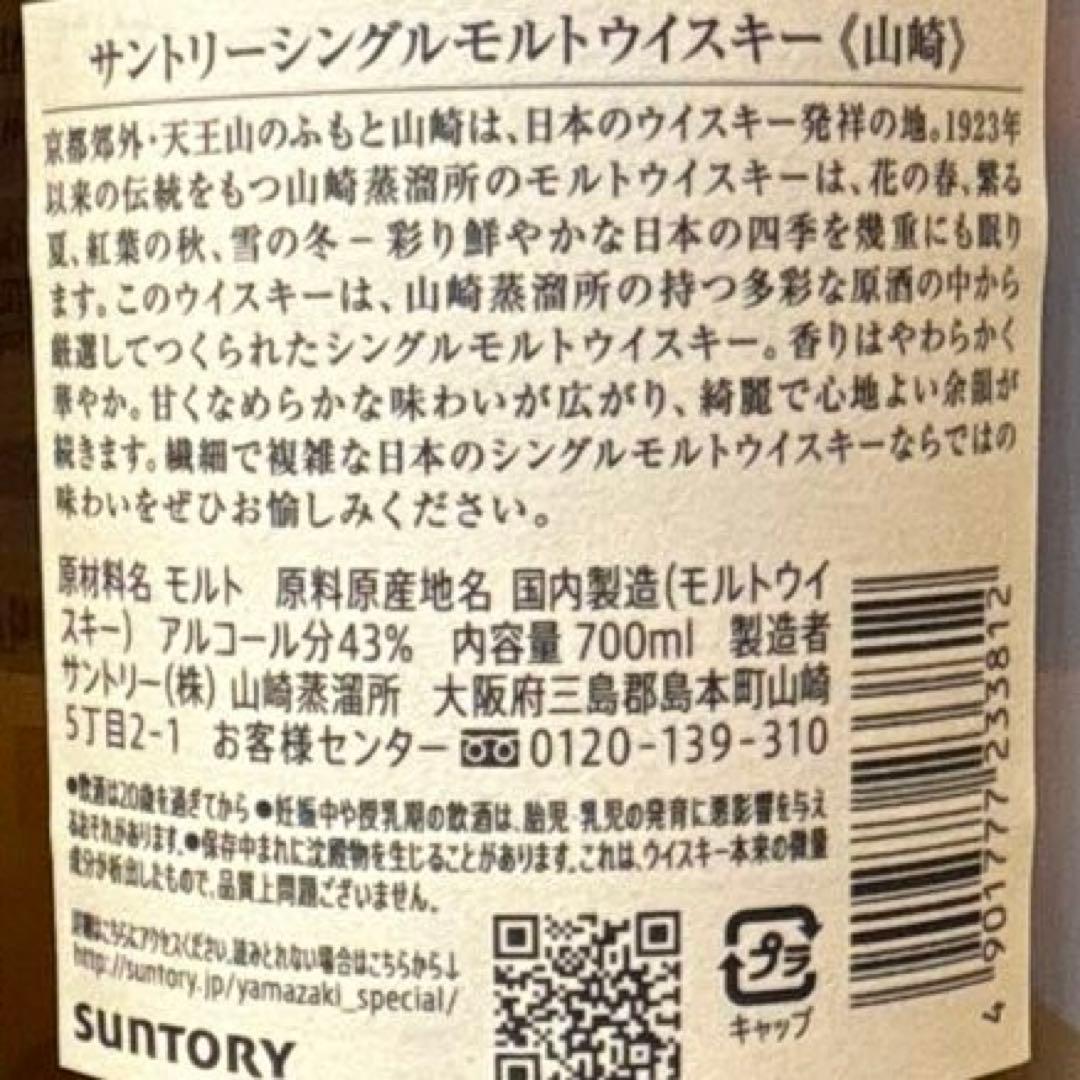 サントリーシングルモルトウイスキー《山崎》
京都郊外・天王山のふもと山崎は、日本のウイスキー発祥の地。1923年
以来の伝統をもつ山崎蒸溜所のモルトウイスキーは、花の春、繁る
夏、紅葉の秋、雪の冬－彩り鮮やかな日本の四季を幾重にも眠り
ます。このウイスキーは、山崎蒸溜所の持つ多彩な原酒の中から
厳選してつくられたシングルモルトウイスキー。香りはやわらかく
華やか。甘くなめらかな味わいが広がり、綺麗で心地よい余韻が
続きます。繊細で複雑な日本のシングルモルトウイスキーならではの
味わいをぜひお愉しみください。
原材料名 モルト 原料原産地名 国内製造(モルトウイ
スキー) アルコール分43% 内容量 700ml 製造者
サントリー(株) 山崎蒸溜所 大阪府三島郡島本町山崎
5丁目2-1 お客様センター 0120-139-310
●飲酒は20歳を過ぎてから ●妊娠中や授乳期の飲酒は、胎児・乳児の発育に悪影響を与え
るおそれがあります。●保存中まれに沈殿物を生じることがあります。これは、ウイスキー本来の微量
成分が析出したもので、品質上問題ございません。
詳細はこちらにアクセスください。読みとれない場合はこちらから↓
http://suntory.jp/yamazaki_special/
SUNTORY
プラ
キャップ
4 901777 233812